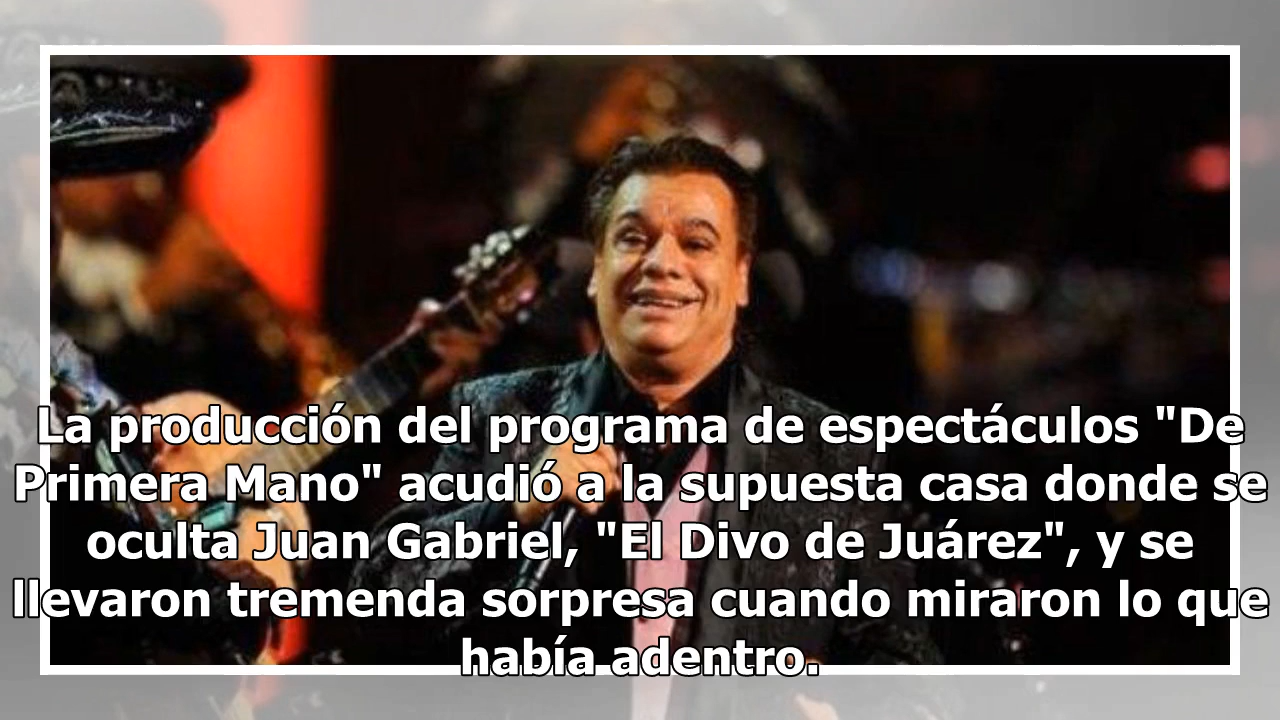 La producción del programa de espectáculos "De
Primera Mano" acudió a la supuesta casa donde se
oculta Juan Gabriel, "El Divo de Juárez", y se
llevaron tremenda sorpresa cuando miraron lo que
había adentro.